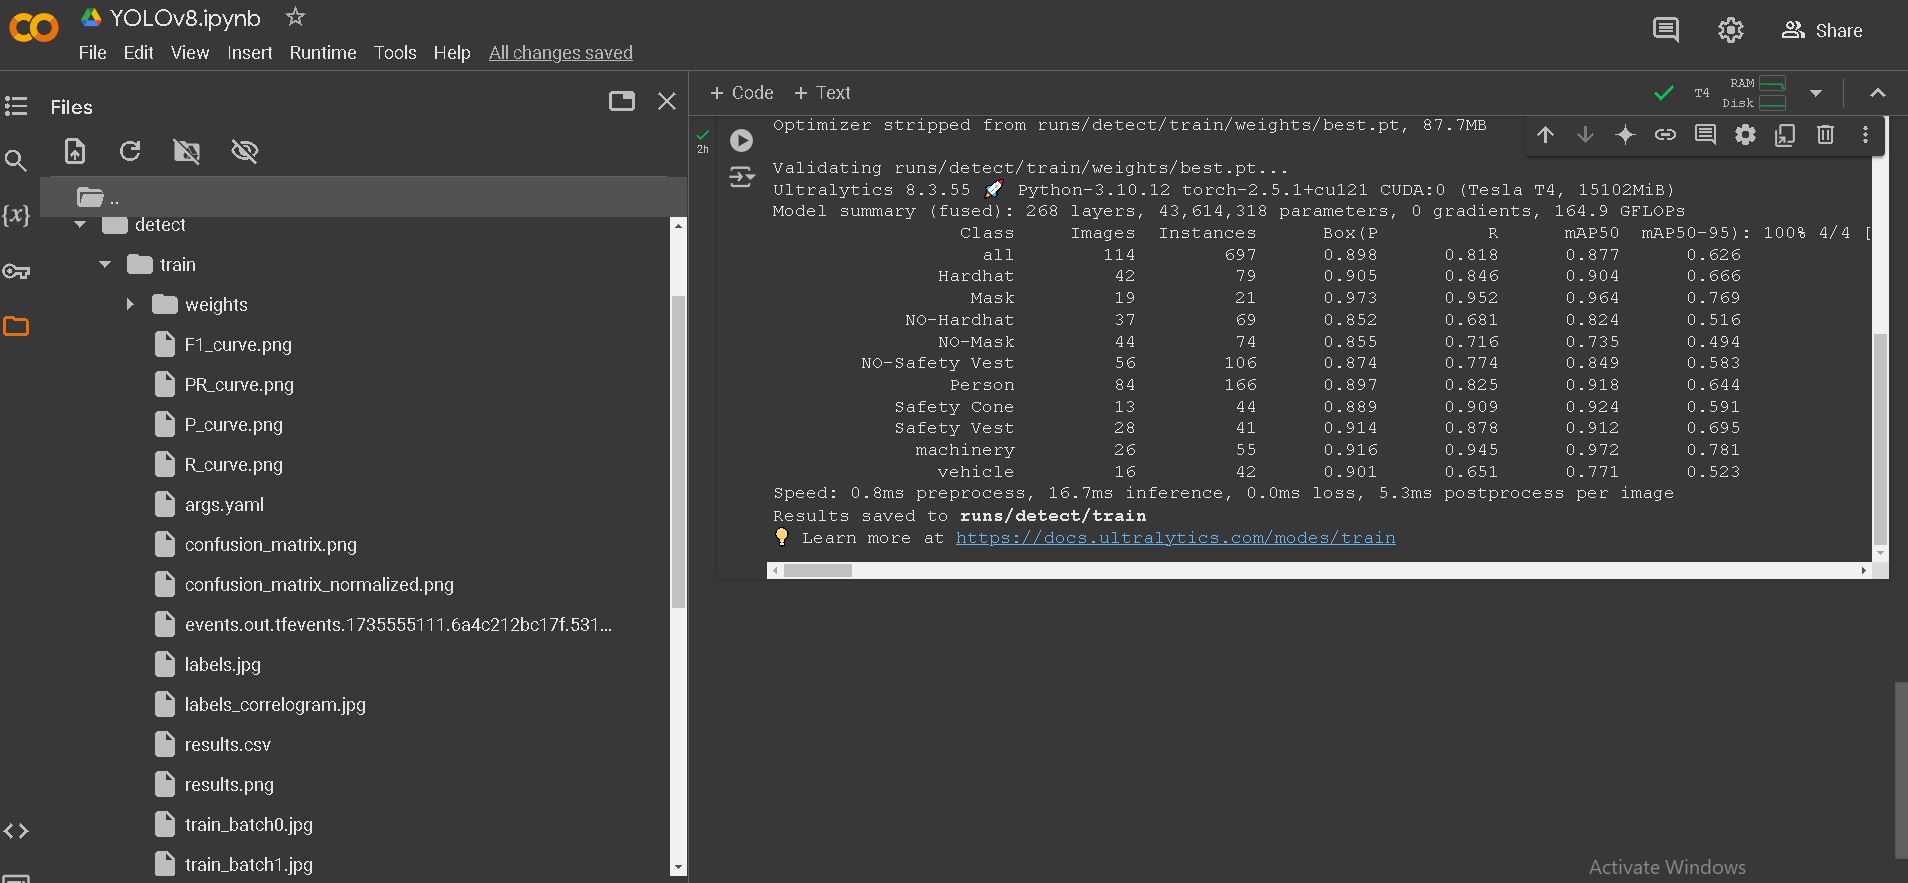 YOLOv8.ipynb
File Edit View Insert Runtime Tools Help All changes saved
Share
Files
..
detect
train
weights
F1_curve.png
PR_curve.png
P_curve.png
R_curve.png
args.yaml
confusion_matrix.png
confusion_matrix_normalized.png
events.out.tfevents.1735555111.6a4c212bc17f.531...
labels.jpg
labels_correlogram.jpg
results.csv
results.png
train_batch0.jpg
train_batch1.jpg
{x}
+ Code + Text
T4 RAM
Disk
2h
Optimizer stripped from runs/detect/train/weights/best.pt, 87.7MB
Validating runs/detect/train/weights/best.pt...
Ultralytics 8.3.55 🚀 Python-3.10.12 torch-2.5.1+cu121 CUDA:0 (Tesla T4, 15102MiB)
Model summary (fused): 268 layers, 43,614,318 parameters, 0 gradients, 164.9 GFLOPs
Class Images Instances Box(P R mAP50 mAP50-95): 100% 4/4 [
all 114 697 0.898 0.818 0.877 0.626
Hardhat 42 79 0.905 0.846 0.904 0.666
Mask 19 21 0.973 0.952 0.964 0.769
NO-Hardhat 37 69 0.852 0.681 0.824 0.516
NO-Mask 44 74 0.855 0.716 0.735 0.494
NO-Safety Vest 56 106 0.874 0.774 0.849 0.583
Person 84 166 0.897 0.825 0.918 0.644
Safety Cone 13 44 0.889 0.909 0.924 0.591
Safety Vest 28 41 0.914 0.878 0.912 0.695
machinery 26 55 0.916 0.945 0.972 0.781
vehicle 16 42 0.901 0.651 0.771 0.523
Speed: 0.8ms preprocess, 16.7ms inference, 0.0ms loss, 5.3ms postprocess per image
Results saved to runs/detect/train
💡 Learn more at https://docs.ultralytics.com/modes/train
Activate Windows